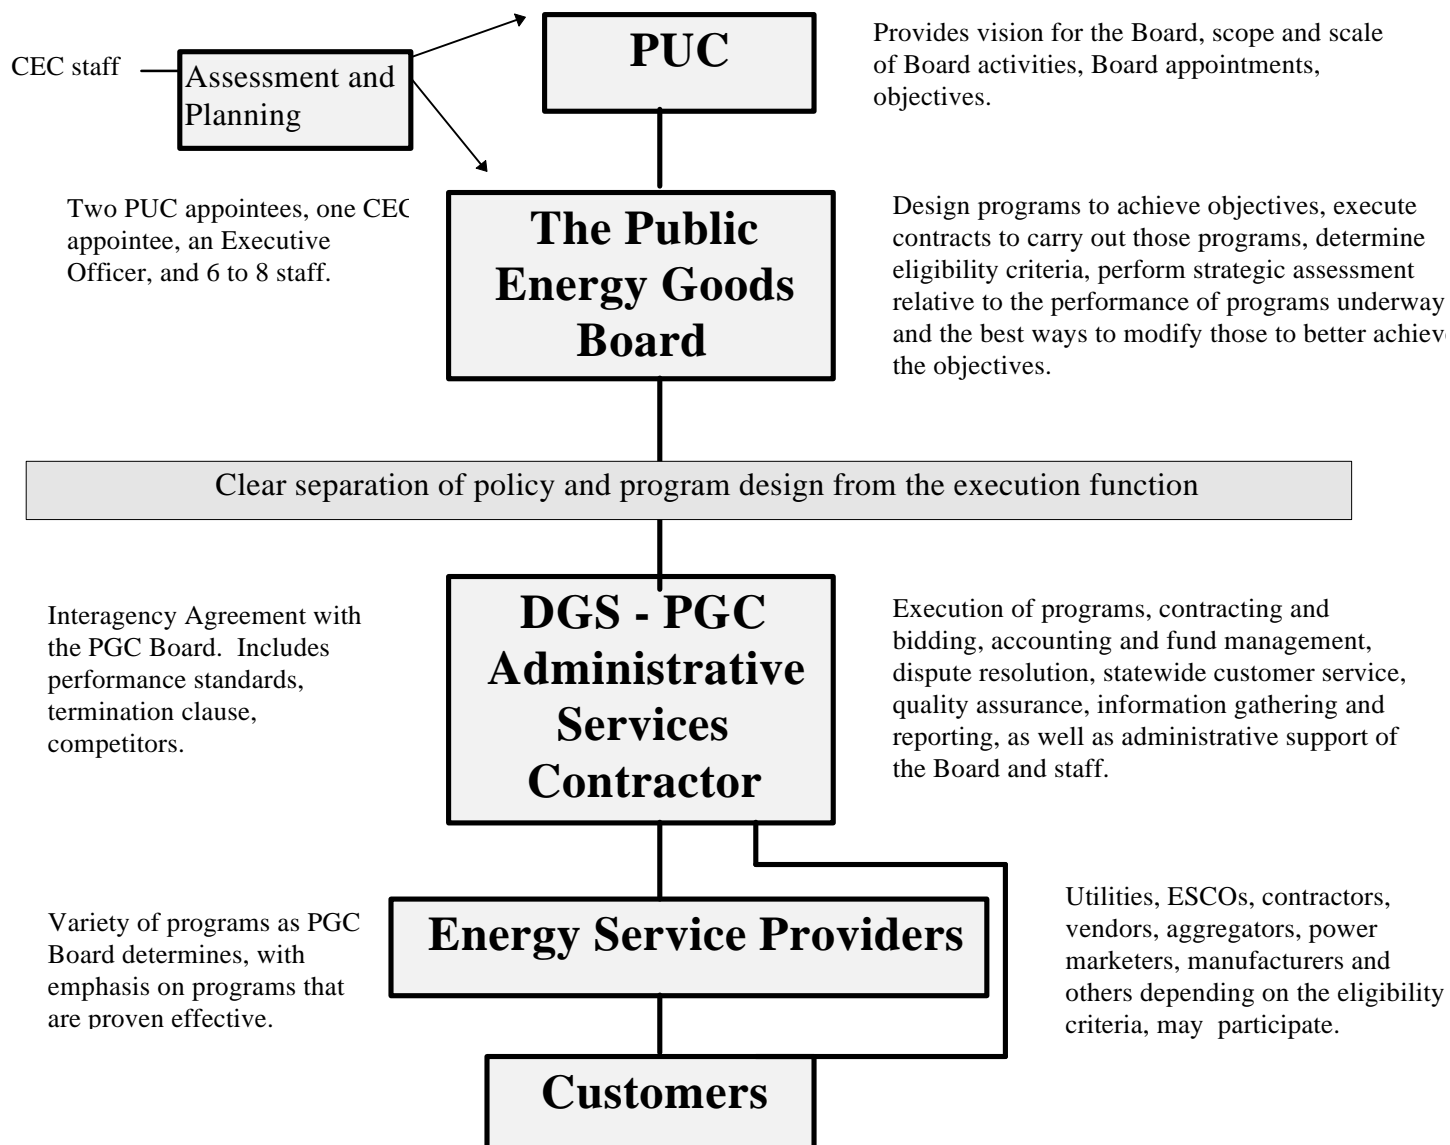 PUC
Provides vision for the Board, scope and scale
of Board activities, Board appointments,
objectives.
CEC staff
Assessment and
Planning
Two PUC appointees, one CEC
appointee, an Executive
Officer, and 6 to 8 staff.
The Public
Energy Goods
Board
Design programs to achieve objectives, execute
contracts to carry out those programs, determine
eligibility criteria, perform strategic assessment
relative to the performance of programs underway
and the best ways to modify those to better achieve
the objectives.
Clear separation of policy and program design from the execution function
Interagency Agreement with
the PGC Board.  Includes
performance standards,
termination clause,
competitors.
DGS - PGC
Administrative
Services
Contractor
Execution of programs, contracting and
bidding, accounting and fund management,
dispute resolution, statewide customer service,
quality assurance, information gathering and
reporting, as well as administrative support of
the Board and staff.
Variety of programs as PGC
Board determines, with
emphasis on programs that
are proven effective.
Energy Service Providers
Utilities, ESCOs, contractors,
vendors, aggregators, power
marketers, manufacturers and
others depending on the eligibility
criteria, may  participate.
Customers